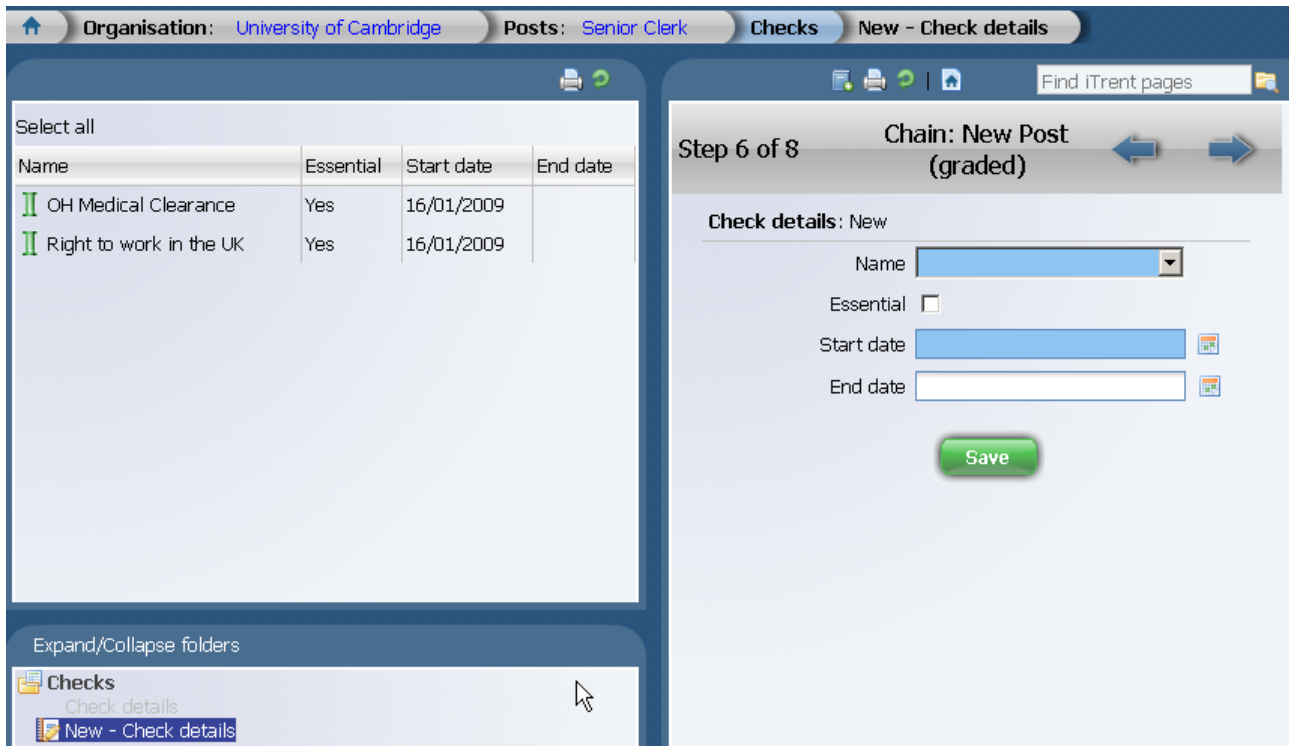 Organisation: University of Cambridge Posts: Senior Clerk Checks New - Check details
Find iTrent pages
Select all
Name Essential Start date End date
OH Medical Clearance Yes 16/01/2009
Right to work in the UK Yes 16/01/2009
Expand/Collapse folders
Checks
Check details
New - Check details
Step 6 of 8
Chain: New Post
(graded)
Check details: New
Name
Essential
Start date
End date
Save